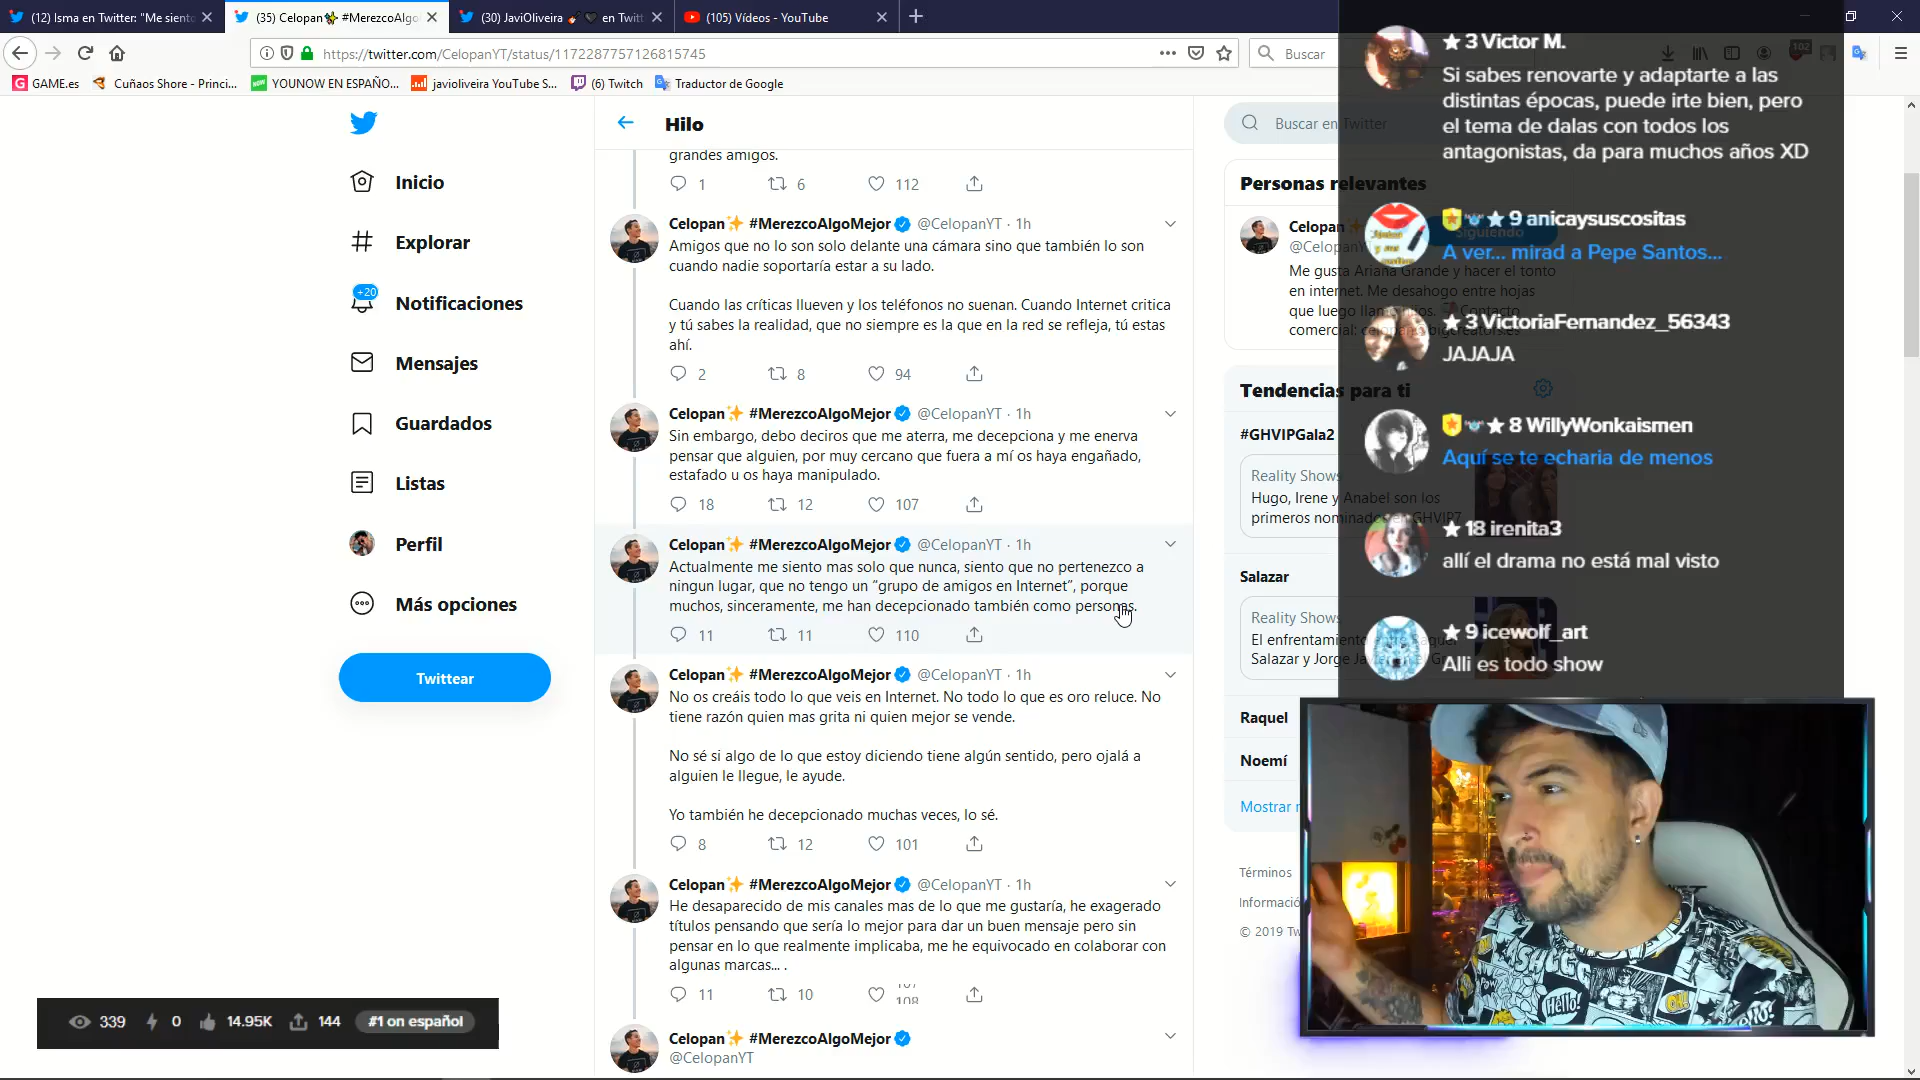 (12) Isma en Twitter: "Me siento
(35) Celopan✨ #MerezcoAlgo
(30) JaviOliveira 🎸🖤 en Twitt
(105) Vídeos - YouTube
https://twitter.com/CelopanYT/status/1172287757126815745
Buscar
102
GAME.es
Cuñaos Shore - Princi...
YOUNOW EN ESPAÑO...
javioliveira YouTube S...
(6) Twitch
Traductor de Google
Inicio
Explorar
+20
Notificaciones
Mensajes
Guardados
Listas
Perfil
Más opciones
Twittear
Hilo
grandes amigos.
1 6 112
Celopan✨ #MerezcoAlgoMejor @CelopanYT · 1h
Amigos que no lo son solo delante una cámara sino que también lo son
cuando nadie soportaría estar a su lado.
Cuando las críticas llueven y los teléfonos no suenan. Cuando Internet critica
y tú sabes la realidad, que no siempre es la que en la red se refleja, tú estas
ahí.
2 8 94
Celopan✨ #MerezcoAlgoMejor @CelopanYT · 1h
Sin embargo, debo deciros que me aterra, me decepciona y me enerva
pensar que alguien, por muy cercano que fuera a mí os haya engañado,
estafado u os haya manipulado.
18 12 107
Celopan✨ #MerezcoAlgoMejor @CelopanYT · 1h
Actualmente me siento mas solo que nunca, siento que no pertenezco a
ningun lugar, que no tengo un “grupo de amigos en Internet”, porque
muchos, sinceramente, me han decepcionado también como personas.
11 11 110
Celopan✨ #MerezcoAlgoMejor @CelopanYT · 1h
No os creáis todo lo que veis en Internet. No todo lo que es oro reluce. No
tiene razón quien mas grita ni quien mejor se vende.
No sé si algo de lo que estoy diciendo tiene algún sentido, pero ojalá a
alguien le llegue, le ayude.
Yo también he decepcionado muchas veces, lo sé.
8 12 101
Celopan✨ #MerezcoAlgoMejor @CelopanYT · 1h
He desaparecido de mis canales mas de lo que me gustaría, he exagerado
títulos pensando que sería lo mejor para dar un buen mensaje pero sin
pensar en lo que realmente implicaba, me he equivocado en colaborar con
algunas marcas... .
11 10 108
Celopan✨ #MerezcoAlgoMejor
@CelopanYT
Buscar en Twitter
Personas relevantes
Celopan
@Celopan
Siguiendo
Me gusta Ariana Grande y hacer el tonto
en internet. Me desahogo entre hojas
que luego
Contacto
comercial:
Tendencias para ti
#GHVIPGala2
Reality Shows
Hugo, Irene y Anabel son los
primeros nominados en GHVIP7
Salazar
Reality Shows
El enfrentamiento
Salazar y Jorge
Raquel
Noemí
Mostrar
Términos
Informació
© 2019 Tw
★ 3 Victor M.
Si sabes renovarte y adaptarte a las
distintas épocas, puede irte bien, pero
el tema de dalas con todos los
antagonistas, da para muchos años XD
★ 9 anicaysuscositas
A ver... mirad a Pepe Santos...
★ 3 VictoriaFernandez_56343
JAJAJA
★ 8 WillyWonkaismen
Aquí se te echaria de menos
★ 18 irenita3
allí el drama no está mal visto
★ 9 icewolf_art
Alli es todo show
Hello!
339 0 14.95K 144 #1 on español